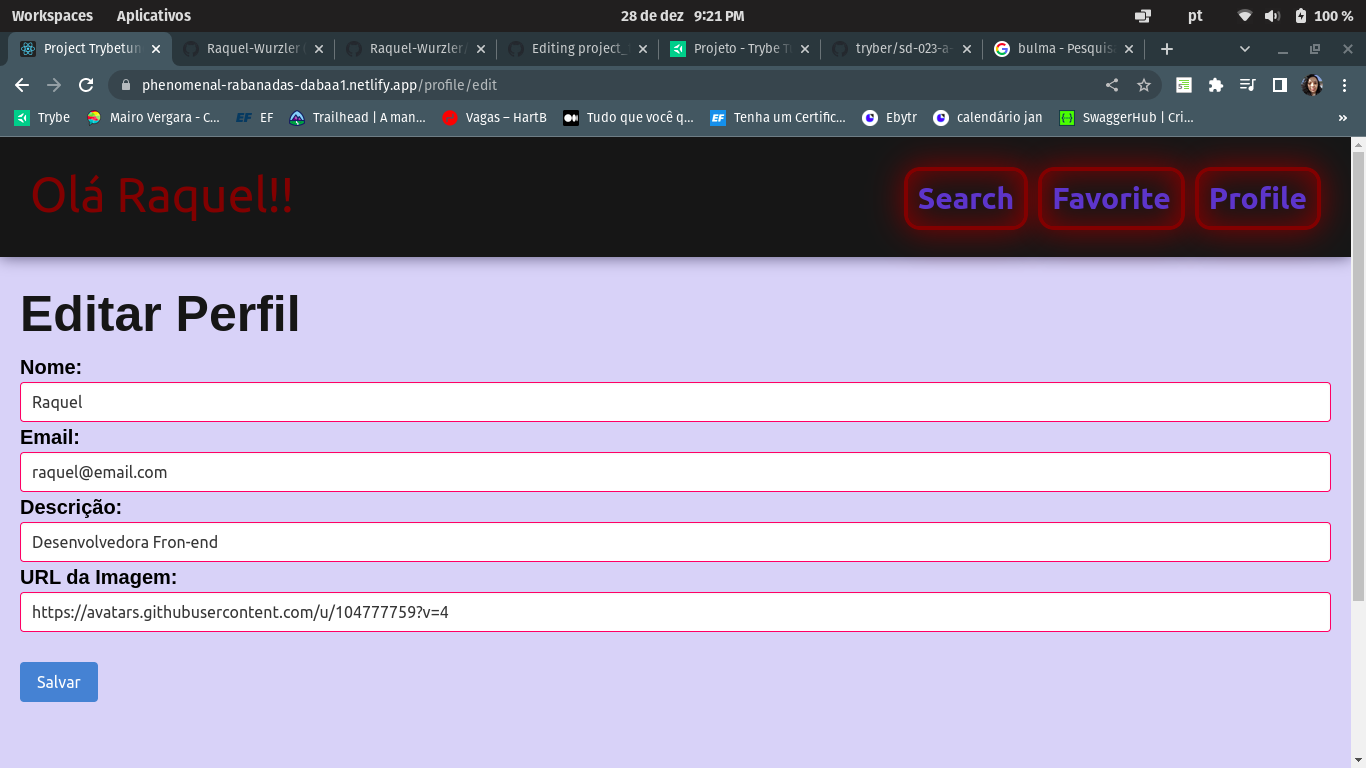 Workspaces Aplicativos 28 de dez 9:21 PM pt 100 %
Project Trybetun Raquel-Wurzler Raquel-Wurzler/ Editing project_ Projeto - Trybe T tryber/sd-023-a- bulma - Pesquis
phenomenal-rabanadas-dabaa1.netlify.app/profile/edit
Trybe Mairo Vergara - C... EF EF Trailhead | A man... Vagas – HartB Tudo que você q... EF Tenha um Certific... Ebytr calendário jan SwaggerHub | Cri... »
Olá Raquel!! Search Favorite Profile
Editar Perfil
Nome:
Raquel
Email:
raquel@email.com
Descrição:
Desenvolvedora Fron-end
URL da Imagem:
https://avatars.githubusercontent.com/u/104777759?v=4
Salvar